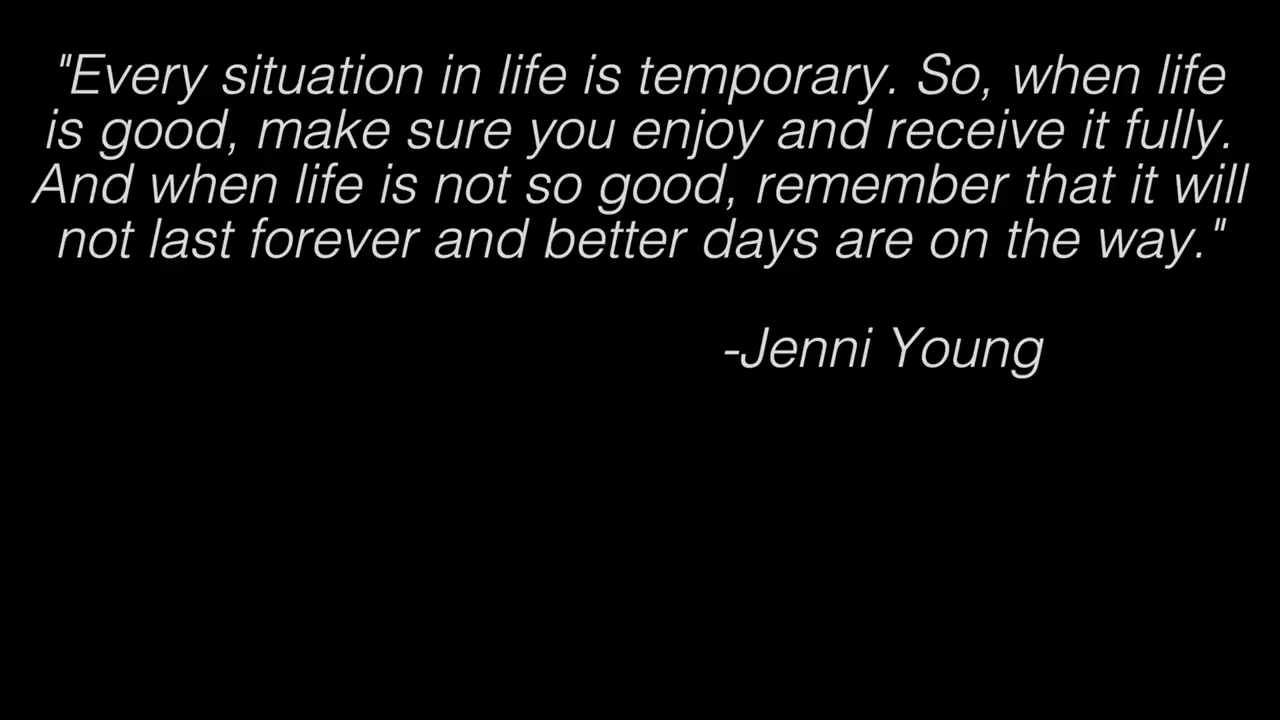 "Every situation in life is temporary. So, when life
is good, make sure you enjoy and receive it fully.
And when life is not so good, remember that it will
not last forever and better days are on the way."
-Jenni Young